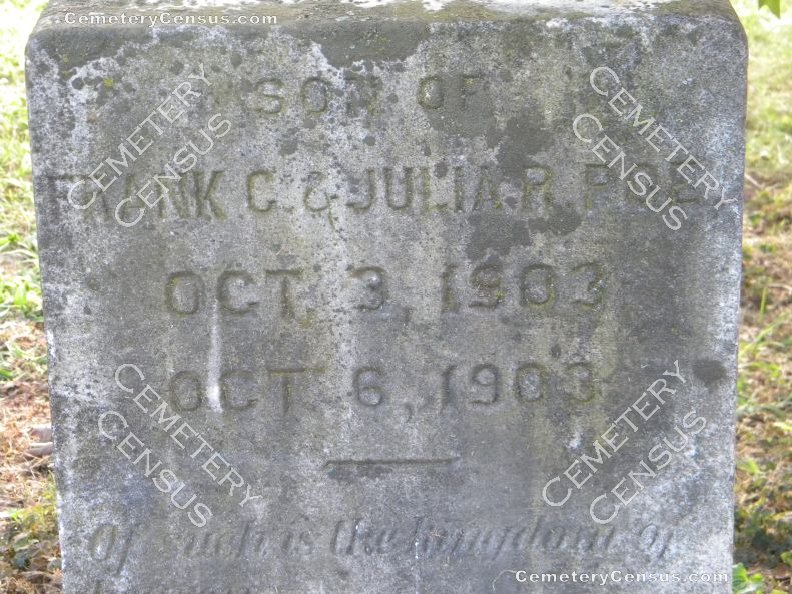 CemeteryCensus.com
SON OF
FRANK C. & JULIA R. POE
OCT. 3, 1903
OCT. 6, 1903
Of such is the kingdom of
CemeteryCensus.com
CEMETERY
CENSUS
CEMETERY
CENSUS
CEMETERY
CENSUS
CEMETERY
CENSUS